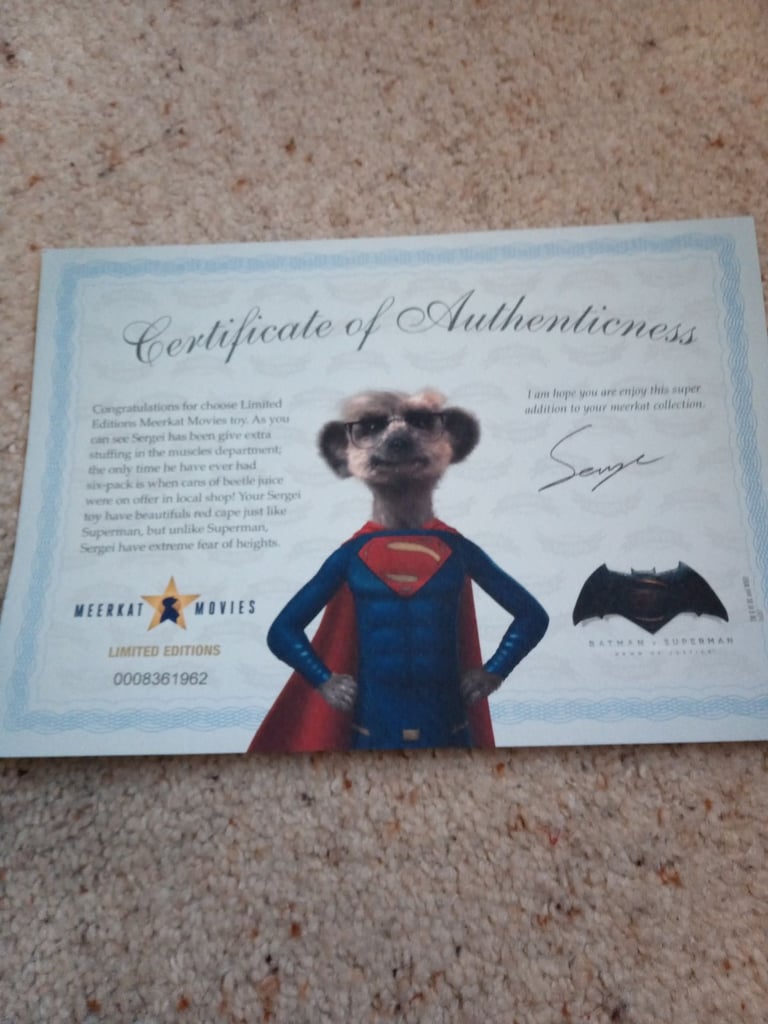 Certificate of Authenticness
Congratulations for choose Limited
Editions Meerkat Movies toy. As you
can see Sergei has been give extra
stuffing in the muscles department;
the only time he have ever had
six-pack is when cans of beetle juice
were on offer in local shop! Your Sergei
toy have beautifuls red cape just like
Superman, but unlike Superman,
Sergei have extreme fear of heights.
I am hope you are enjoy this super
addition to your meerkat collection.
Sergei
MEERKAT MOVIES
LIMITED EDITIONS
0008361962
BATMAN v SUPERMAN
DAWN OF JUSTICE